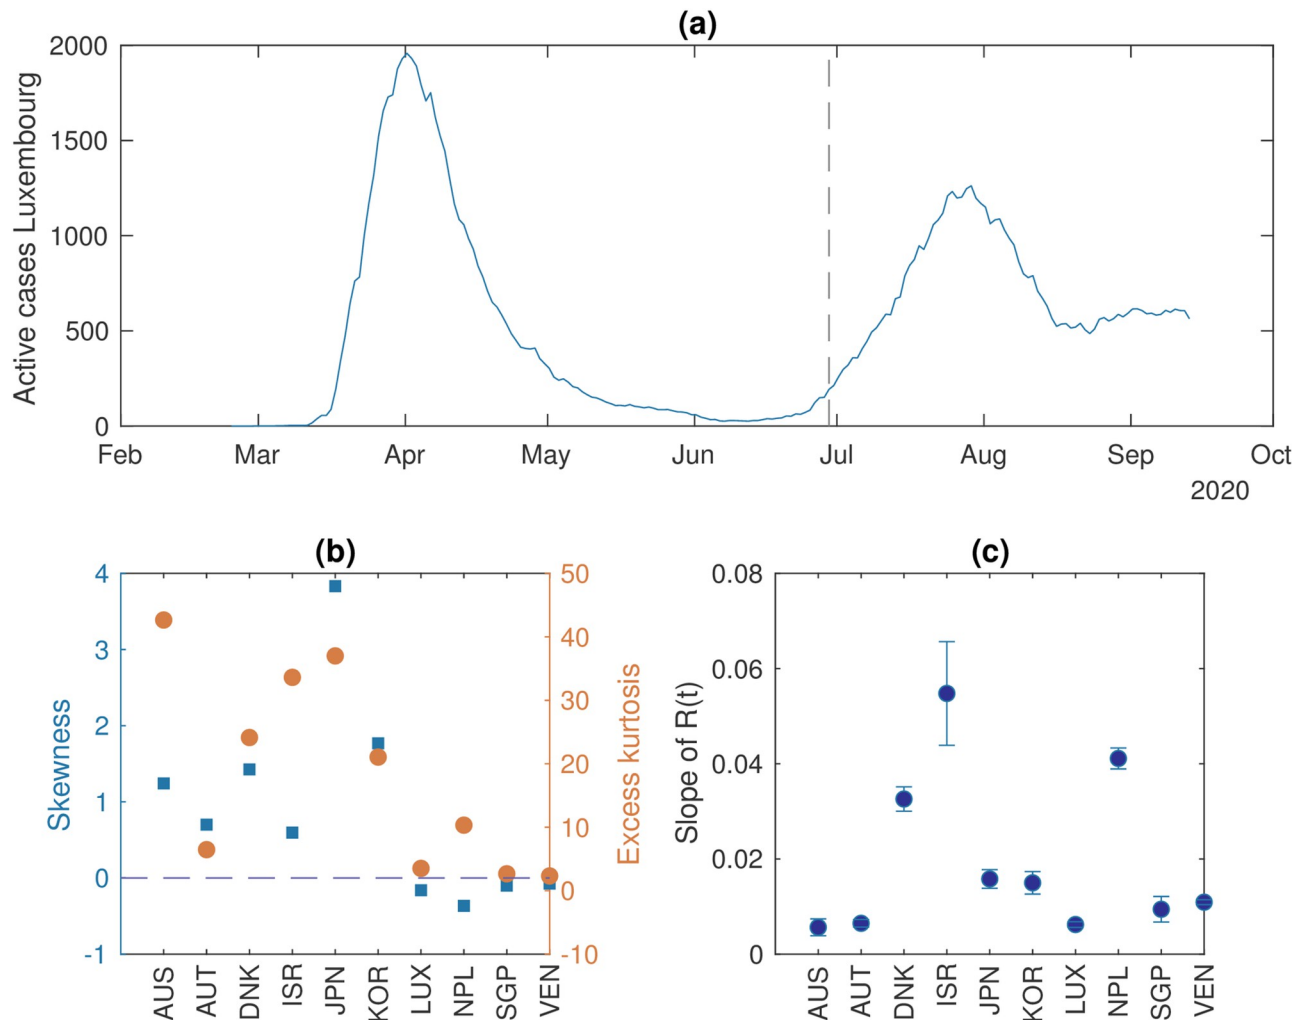 (a)
Active cases Luxembourg
2000
1500
1000
500
0
Feb Mar Apr May Jun Jul Aug Sep Oct
2020
(b)
Skewness
4
3
2
1
0
-1
50
40
30
20
10
0
-10
Excess kurtosis
AUS AUT DNK ISR JPN KOR LUX NPL SGP VEN
(c)
Slope of R(t)
0.08
0.06
0.04
0.02
0
AUS AUT DNK ISR JPN KOR LUX NPL SGP VEN